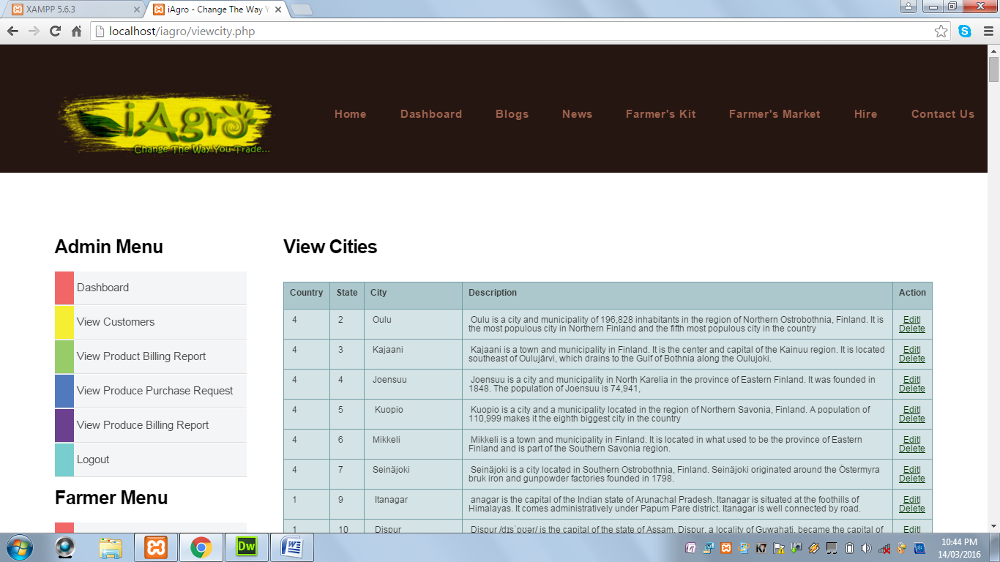 XAMPP 5.6.3
iAgro - Change The Way Y
localhost/iagro/viewcity.php
iAgro
Change The Way You Trade...
Home Dashboard Blogs News Farmer's Kit Farmer's Market Hire Contact Us
Admin Menu
Dashboard
View Customers
View Product Billing Report
View Produce Purchase Request
View Produce Billing Report
Logout
Farmer Menu
View Cities
Country State City Description Action
4 2 Oulu Oulu is a city and municipality of 196,828 inhabitants in the region of Northern Ostrobothnia, Finland. It is Edit|
the most populous city in Northern Finland and the fifth most populous city in the country Delete
4 3 Kajaani Kajaani is a town and municipality in Finland. It is the center and capital of the Kainuu region. It is located Edit|
southeast of Oulujärvi, which drains to the Gulf of Bothnia along the Oulujoki. Delete
4 4 Joensuu Joensuu is a city and municipality in North Karelia in the province of Eastern Finland. It was founded in Edit|
1848. The population of Joensuu is 74,941, Delete
4 5 Kuopio Kuopio is a city and a municipality located in the region of Northern Savonia, Finland. A population of Edit|
110,999 makes it the eighth biggest city in the country Delete
4 6 Mikkeli Mikkeli is a town and municipality in Finland. It is located in what used to be the province of Eastern Edit|
Finland and is part of the Southern Savonia region. Delete
4 7 Seinäjoki Seinäjoki is a city located in Southern Ostrobothnia, Finland. Seinäjoki originated around the Östermyra Edit|
bruk iron and gunpowder factories founded in 1798. Delete
1 9 Itanagar anagar is the capital of the Indian state of Arunachal Pradesh. Itanagar is situated at the foothills of Edit|
Himalayas. It comes administratively under Papum Pare district. Itanagar is well connected by road. Delete
1 10 Dispur Dispur /dɪsˈpʊər/ is the capital of the state of Assam. Dispur, a locality of Guwahati, became the capital of Edit|
Dw
K7
10:44 PM
14/03/2016